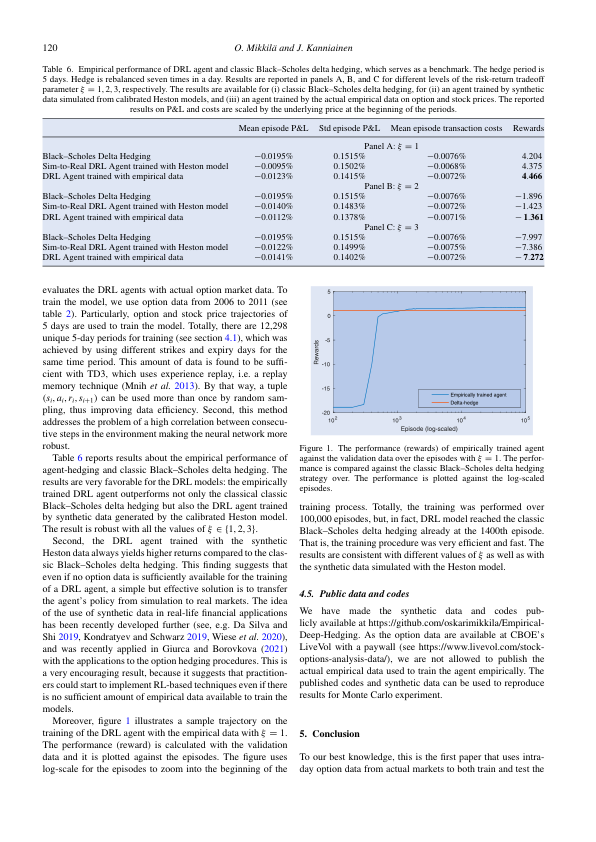 120
O. Mikkilä and J. Kanniainen
Table 6. Empirical performance of DRL agent and classic Black–Scholes delta hedging, which serves as a benchmark. The hedge period is
5 days. Hedge is rebalanced seven times in a day. Results are reported in panels A, B, and C for different levels of the risk-return tradeoff
parameter ξ = 1, 2, 3, respectively. The results are available for (i) classic Black–Scholes delta hedging, for (ii) an agent trained by synthetic
data simulated from calibrated Heston models, and (iii) an agent trained by the actual empirical data on option and stock prices. The reported
results on P&L and costs are scaled by the underlying price at the beginning of the periods.
Mean episode P&L Std episode P&L Mean episode transaction costs Rewards
Panel A: ξ = 1
Black–Scholes Delta Hedging −0.0195% 0.1515% −0.0076% 4.204
Sim-to-Real DRL Agent trained with Heston model −0.0095% 0.1502% −0.0068% 4.375
DRL Agent trained with empirical data −0.0123% 0.1415% −0.0072% 4.466
Panel B: ξ = 2
Black–Scholes Delta Hedging −0.0195% 0.1515% −0.0076% −1.896
Sim-to-Real DRL Agent trained with Heston model −0.0140% 0.1483% −0.0072% −1.423
DRL Agent trained with empirical data −0.0112% 0.1378% −0.0071% −1.361
Panel C: ξ = 3
Black–Scholes Delta Hedging −0.0195% 0.1515% −0.0076% −7.997
Sim-to-Real DRL Agent trained with Heston model −0.0122% 0.1499% −0.0075% −7.386
DRL Agent trained with empirical data −0.0141% 0.1402% −0.0072% −7.272
evaluates the DRL agents with actual option market data. To
train the model, we use option data from 2006 to 2011 (see
table 2). Particularly, option and stock price trajectories of
5 days are used to train the model. Totally, there are 12,298
unique 5-day periods for training (see section 4.1), which was
achieved by using different strikes and expiry days for the
same time period. This amount of data is found to be suffi-
cient with TD3, which uses experience replay, i.e. a replay
memory technique (Mnih et al. 2013). By that way, a tuple
(sᵢ, aᵢ, rᵢ, sᵢ₊₁) can be used more than once by random sam-
pling, thus improving data efficiency. Second, this method
addresses the problem of a high correlation between consecu-
tive steps in the environment making the neural network more
robust.
Table 6 reports results about the empirical performance of
agent-hedging and classic Black–Scholes delta hedging. The
results are very favorable for the DRL models: the empirically
trained DRL agent outperforms not only the classical classic
Black–Scholes delta hedging but also the DRL agent trained
by synthetic data generated by the calibrated Heston model.
The result is robust with all the values of ξ ∈ {1, 2, 3}.
Second, the DRL agent trained with the synthetic
Heston data always yields higher returns compared to the clas-
sic Black–Scholes delta hedging. This finding suggests that
even if no option data is sufficiently available for the training
of a DRL agent, a simple but effective solution is to transfer
the agent's policy from simulation to real markets. The idea
of the use of synthetic data in real-life financial applications
has been recently developed further (see, e.g. Da Silva and
Shi 2019, Kondratyev and Schwarz 2019, Wiese et al. 2020),
and was recently applied in Giurca and Borovkova (2021)
with the applications to the option hedging procedures. This is
a very encouraging result, because it suggests that practition-
ers could start to implement RL-based techniques even if there
is no sufficient amount of empirical data available to train the
models.
Moreover, figure 1 illustrates a sample trajectory on the
training of the DRL agent with the empirical data with ξ = 1.
The performance (reward) is calculated with the validation
data and it is plotted against the episodes. The figure uses
log-scale for the episodes to zoom into the beginning of the
5
0
-5
-10
-15
-20
Rewards
Empirically trained agent
Delta-hedge
10² 10³ 10⁴ 10⁵
Episode (log-scaled)
Figure 1. The performance (rewards) of empirically trained agent
against the validation data over the episodes with ξ = 1. The perfor-
mance is compared against the classic Black–Scholes delta hedging
strategy over. The performance is plotted against the log-scaled
episodes.
training process. Totally, the training was performed over
100,000 episodes, but, in fact, DRL model reached the classic
Black–Scholes delta hedging already at the 1400th episode.
That is, the training procedure was very efficient and fast. The
results are consistent with different values of ξ as well as with
the synthetic data simulated with the Heston model.
4.5. Public data and codes
We have made the synthetic data and codes pub-
licly available at https://github.com/oskarimikkila/Empirical-
Deep-Hedging. As the option data are available at CBOE's
LiveVol with a paywall (see https://www.livevol.com/stock-
options-analysis-data/), we are not allowed to publish the
actual empirical data used to train the agent empirically. The
published codes and synthetic data can be used to reproduce
results for Monte Carlo experiment.
5. Conclusion
To our best knowledge, this is the first paper that uses intra-
day option data from actual markets to both train and test the